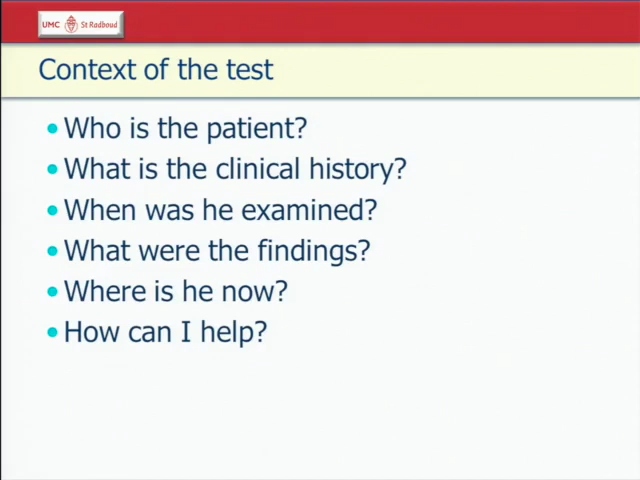 UMC St Radboud
Context of the test
• Who is the patient?
• What is the clinical history?
• When was he examined?
• What were the findings?
• Where is he now?
• How can I help?